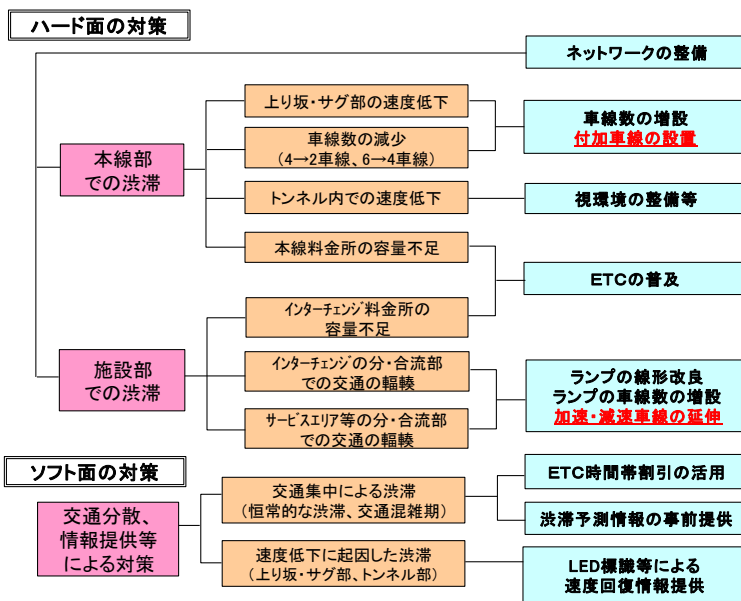 ハード面の対策
ネットワークの整備
本線部
での渋滞
上り坂・サグ部の速度低下
車線数の減少
(4→2車線、6→4車線)
車線数の増設
付加車線の設置
トンネル内での速度低下
視環境の整備等
本線料金所の容量不足
ETCの普及
施設部
での渋滞
インターチェンジ料金所の
容量不足
インターチェンジの分・合流部
での交通の輻輳
サービスエリア等の分・合流部
での交通の輻輳
ランプの線形改良
ランプの車線数の増設
加速・減速車線の延伸
ソフト面の対策
交通分散、
情報提供等
による対策
交通集中による渋滞
(恒常的な渋滞、交通混雑期)
ETC時間帯割引の活用
渋滞予測情報の事前提供
速度低下に起因した渋滞
(上り坂・サグ部、トンネル部)
LED標識等による
速度回復情報提供